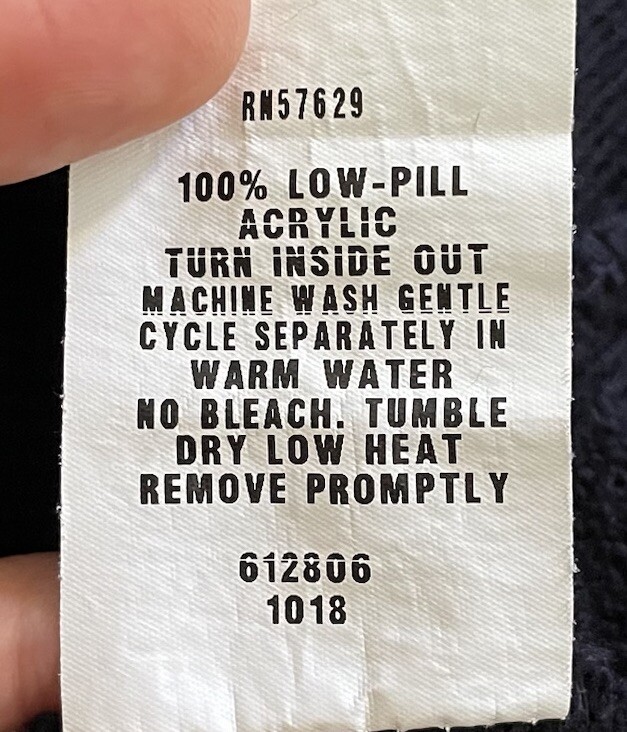 RN57629
100% LOW-PILL
ACRYLIC
TURN INSIDE OUT
MACHINE WASH GENTLE
CYCLE SEPARATELY IN
WARM WATER
NO BLEACH. TUMBLE
DRY LOW HEAT
REMOVE PROMPTLY
612806
1018